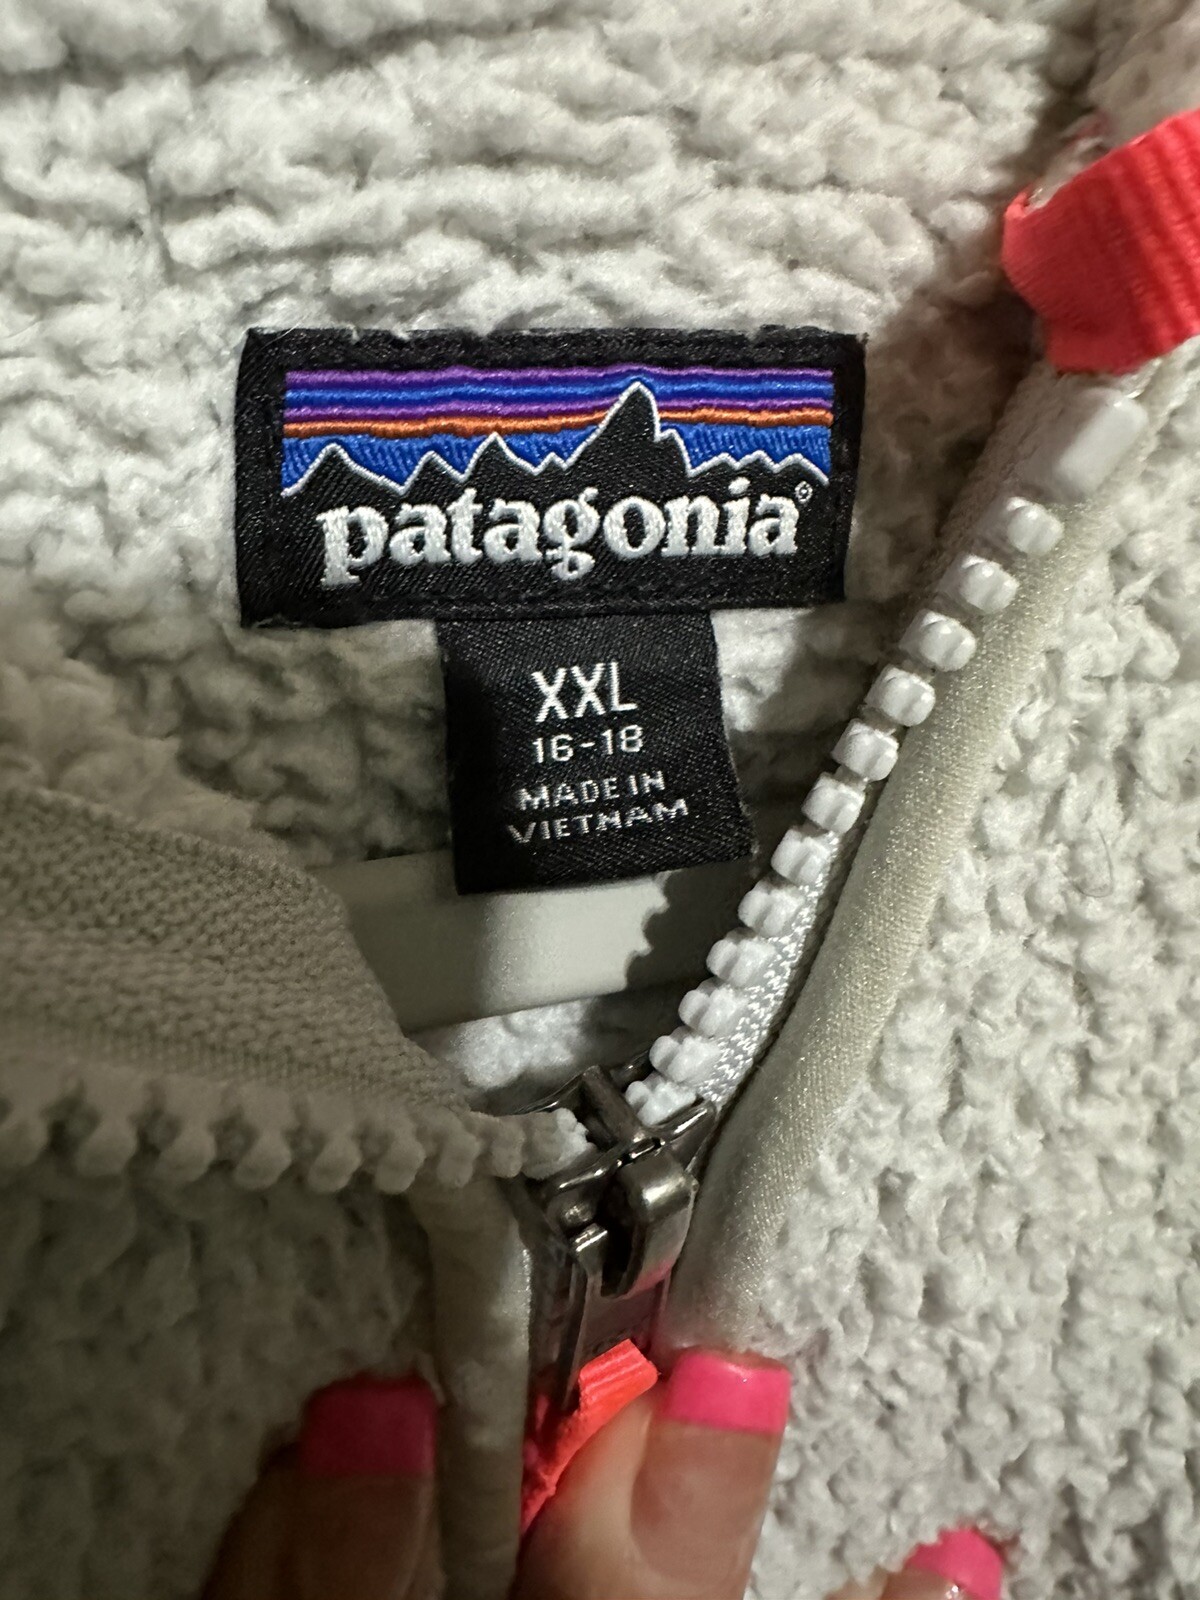 patagonia®
XXL
16-18
MADE IN
VIETNAM